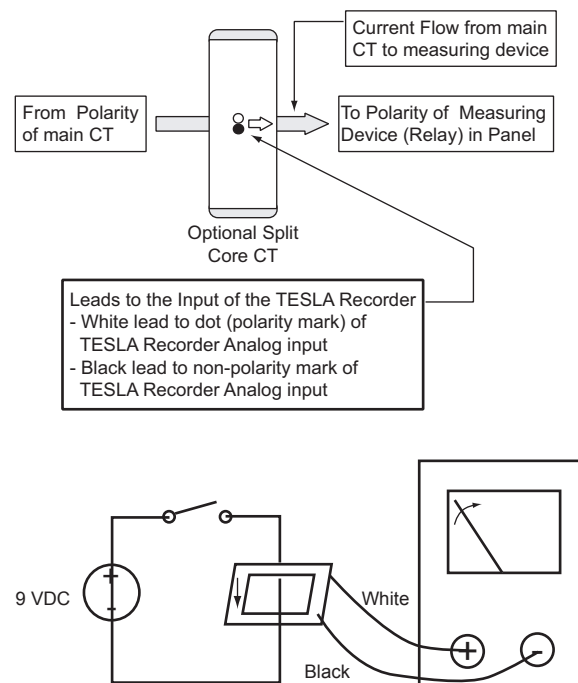 Current Flow from main
CT to measuring device
From Polarity
of main CT
To Polarity of Measuring
Device (Relay) in Panel
Optional Split
Core CT
Leads to the Input of the TESLA Recorder
- White lead to dot (polarity mark) of
TESLA Recorder Analog input
- Black lead to non-polarity mark of
TESLA Recorder Analog input
9 VDC
+
-
White
Black
+
-